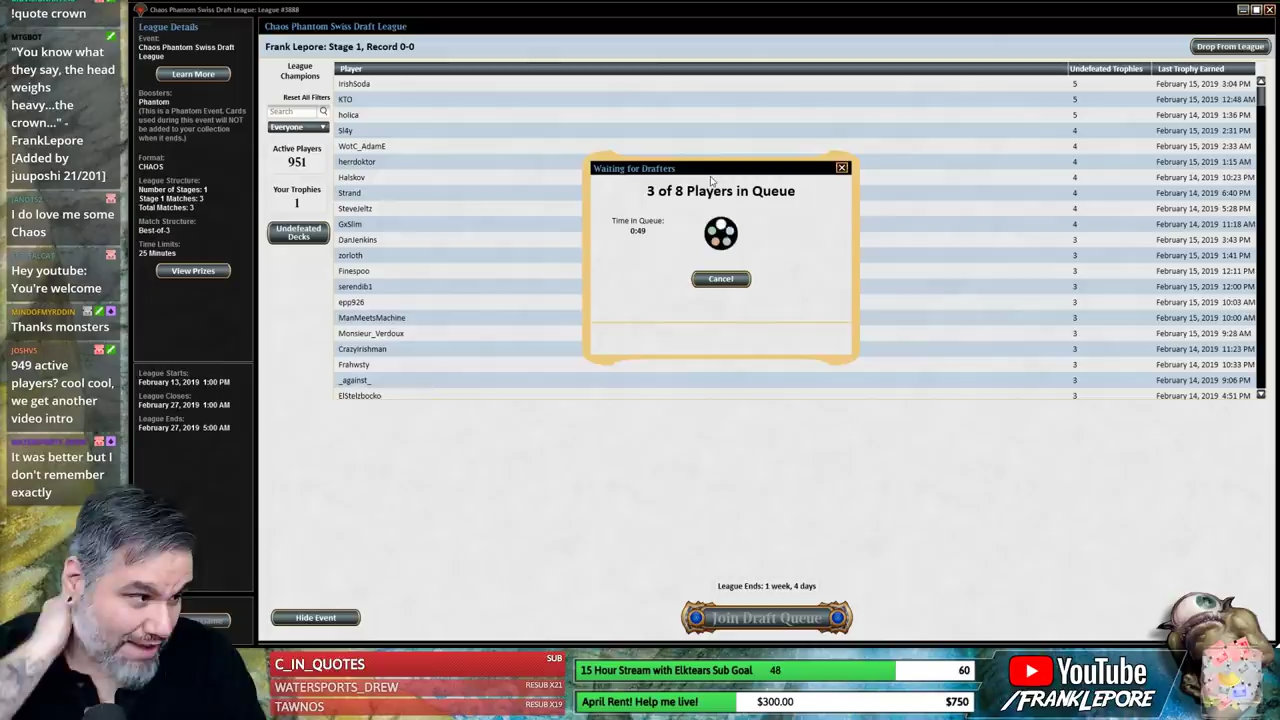 !quote crown
MTGBOT
"You know what
they say, the head
weighs
heavy...the
crown..." -
FrankLepore
[Added by
juuposhi 21/201]
I do love me some
Chaos
Hey youtube:
you're welcome
MINDOFMYRDDIN
Thanks monsters
JOSHVS
949 active
players? cool cool,
we get another
video intro
It was better but I
don't remember
exactly
Chaos Phantom Swiss Draft League: League #3888
League Details
Event:
Chaos Phantom Swiss Draft
League
Learn More
Boosters:
Phantom
(This is a Phantom Event. Cards
used during this event will NOT
be added to your collection
when it ends.)
Format:
CHAOS
League Structure:
Number of Stages: 1
Stage 1 Matches: 3
Total Matches: 3
Match Structure:
Best-of-3
Time Limits:
25 Minutes
View Prizes
League Starts:
February 13, 2019 1:00 PM
League Closes:
February 27, 2019 1:00 AM
League Ends:
February 27, 2019 5:00 AM
Chaos Phantom Swiss Draft League
Frank Lepore: Stage 1, Record 0-0
Drop From League
League
Champions
Reset All Filters
Search
Everyone
Active Players
951
Your Trophies
1
Undefeated
Decks
Player Undefeated Trophies Last Trophy Earned
IrishSoda 5 February 15, 2019 3:04 PM
KTO 5 February 15, 2019 12:48 AM
holica 5 February 14, 2019 1:36 PM
Sl4y 4 February 15, 2019 2:31 PM
WotC_AdamE 4 February 15, 2019 2:33 AM
herrdoktor 4 February 15, 2019 1:15 AM
Halskov 4 February 14, 2019 10:23 PM
Strand 4 February 14, 2019 6:40 PM
SteveJeltz 4 February 14, 2019 5:28 PM
GxSlim 4 February 14, 2019 11:18 AM
DanJenkins 3 February 15, 2019 3:43 PM
zorloth 3 February 15, 2019 1:41 PM
Finespoo 3 February 15, 2019 12:11 PM
serendib1 3 February 15, 2019 12:00 PM
epp926 3 February 15, 2019 10:03 AM
ManMeetsMachine 3 February 15, 2019 10:00 AM
Monsieur_Verdoux 3 February 15, 2019 9:28 AM
CrazyIrishman 3 February 14, 2019 11:23 PM
Frahwsty 3 February 14, 2019 10:33 PM
_against_ 3 February 14, 2019 9:06 PM
ElStelzbocko 3 February 14, 2019 4:51 PM
Waiting for Drafters
3 of 8 Players in Queue
Time in Queue:
0:49
Cancel
League Ends: 1 week, 4 days
Hide Event
Join Draft Queue
C_IN_QUOTES SUB
WATERSPORTS_DREW RESUB X21
TAWNOS RESUB X19
15 Hour Stream with Elktears Sub Goal 48 60
April Rent! Help me live! $300.00 $750
YouTube
/FRANKLEPORE